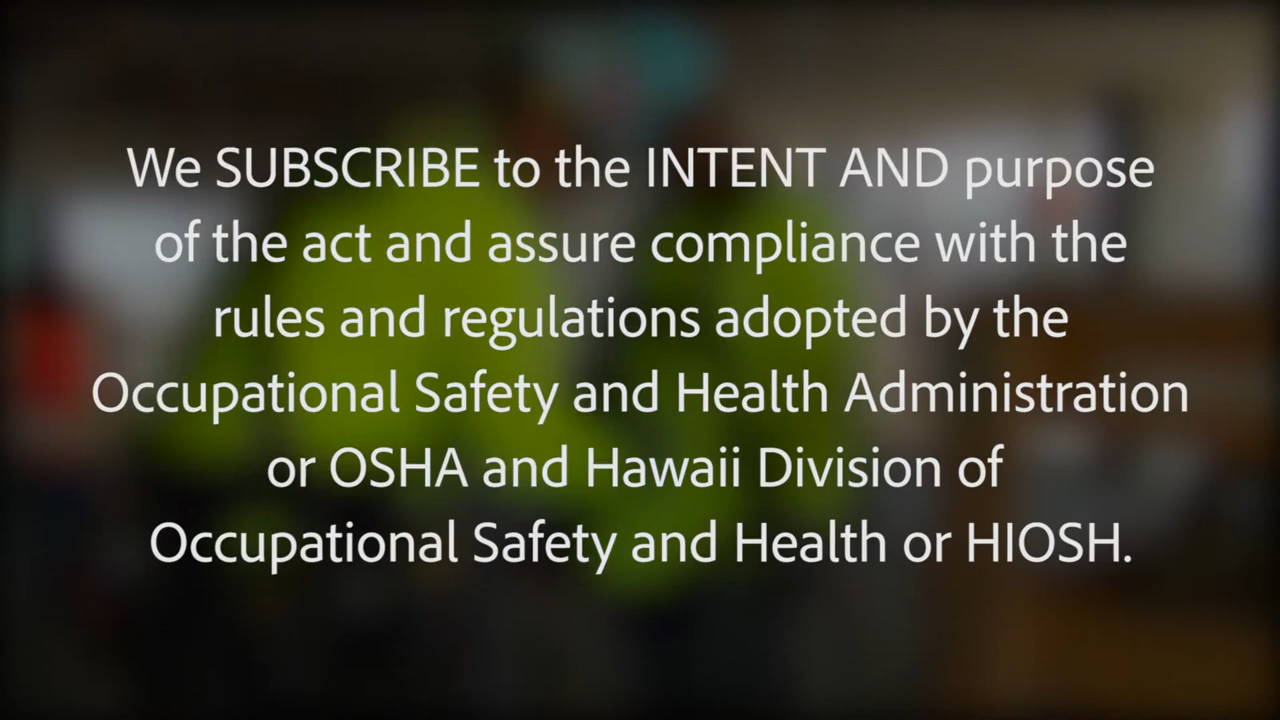 We SUBSCRIBE to the INTENT AND purpose
of the act and assure compliance with the
rules and regulations adopted by the
Occupational Safety and Health Administration
or OSHA and Hawaii Division of
Occupational Safety and Health or HIOSH.